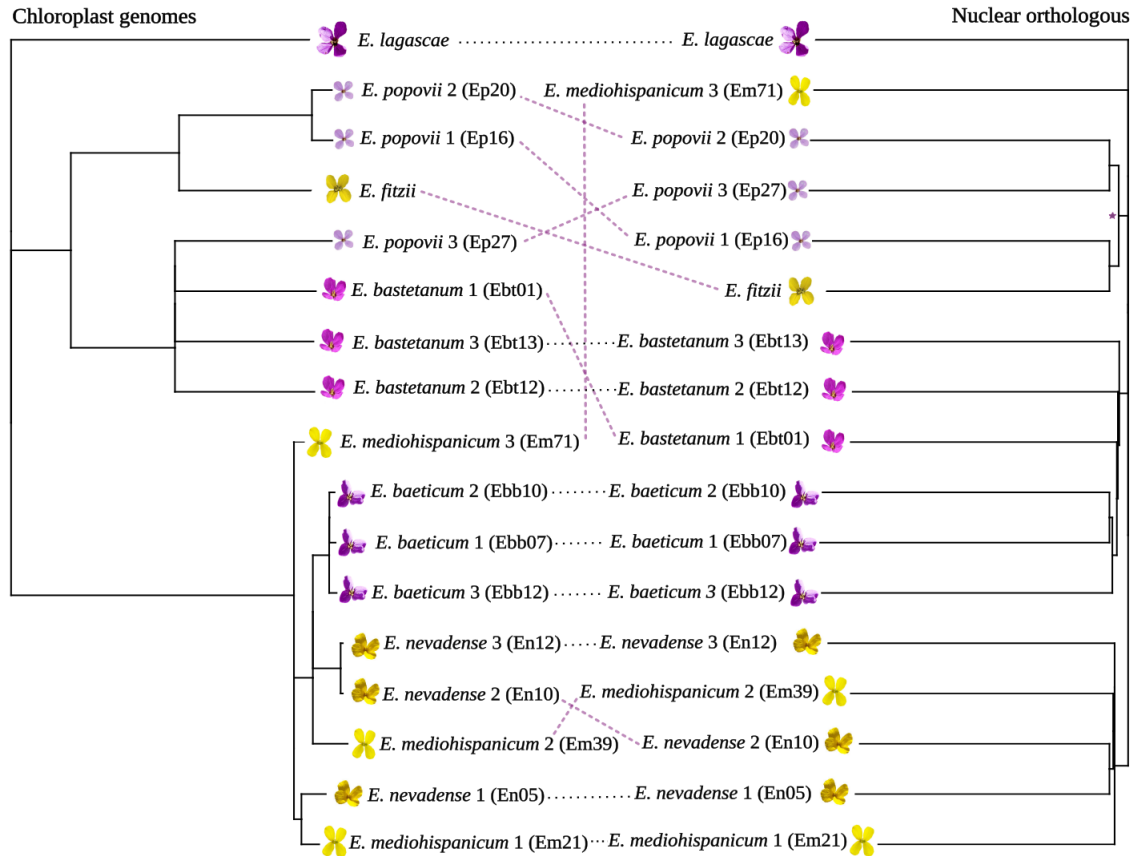 Chloroplast genomes Nuclear orthologous
E. lagascae E. lagascae
E. popovii 2 (Ep20) E. mediohispanicum 3 (Em71)
E. popovii 1 (Ep16) E. popovii 2 (Ep20)
E. fitzii E. popovii 3 (Ep27)
E. popovii 3 (Ep27) E. popovii 1 (Ep16)
E. bastetanum 1 (Ebt01) E. fitzii
E. bastetanum 3 (Ebt13) E. bastetanum 3 (Ebt13)
E. bastetanum 2 (Ebt12) E. bastetanum 2 (Ebt12)
E. mediohispanicum 3 (Em71) E. bastetanum 1 (Ebt01)
E. baeticum 2 (Ebb10) E. baeticum 2 (Ebb10)
E. baeticum 1 (Ebb07) E. baeticum 1 (Ebb07)
E. baeticum 3 (Ebb12) E. baeticum 3 (Ebb12)
E. nevadense 3 (En12) E. nevadense 3 (En12)
E. nevadense 2 (En10) E. mediohispanicum 2 (Em39)
E. mediohispanicum 2 (Em39) E. nevadense 2 (En10)
E. nevadense 1 (En05) E. nevadense 1 (En05)
E. mediohispanicum 1 (Em21) E. mediohispanicum 1 (Em21)